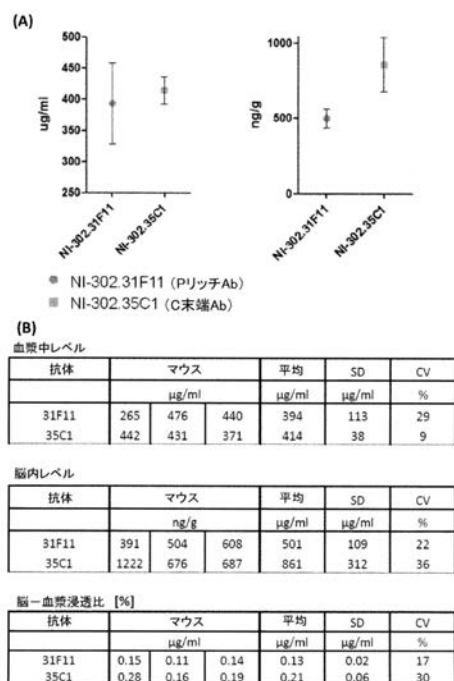 (A)
450
400
350
300
250
ug/ml
NI-302.31F11
NI-302.35C1
1000
500
0
ng/g
NI-302.31F11
NI-302.35C1
NI-302.31F11 (PリッチAb)
NI-302.35C1 (C末端Ab)
(B)
血漿中レベル
抗体 マウス 平均 SD CV
µg/ml µg/ml µg/ml %
31F11 265 476 440 394 113 29
35C1 442 431 371 414 38 9
脳内レベル
抗体 マウス 平均 SD CV
ng/g µg/ml µg/ml %
31F11 391 504 608 501 109 22
35C1 1222 676 687 861 312 36
脳－血漿浸透比 [%]
抗体 マウス 平均 SD CV
µg/ml µg/ml µg/ml %
31F11 0.15 0.11 0.14 0.13 0.02 17
35C1 0.28 0.16 0.19 0.21 0.06 30